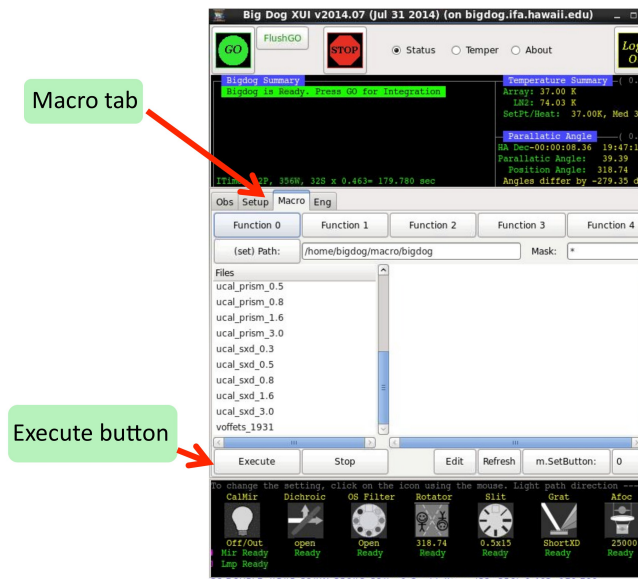 Big Dog XUI v2014.07 (Jul 31 2014) (on bigdog.ifa.hawaii.edu)
GO
FlushGO
STOP
Status
Temper
About
Log
Macro tab
Bigdog Summary
Bigdog is Ready. Press GO for Integration
Temperature Summary ( 0.
Array: 37.00 K
LN2: 74.03 K
SetPt/Heat: 37.00K, Med 3
Parallatic Angle ( 0.
HA Dec-00:00:08.36 19:47:1
Parallatic Angle: 39.39
Position Angle: 318.74
Angles differ by -279.35 d
2P, 356W, 32S x 0.463= 179.780 sec
Obs Setup Macro Eng
Function 0 Function 1 Function 2 Function 3 Function 4
(set) Path: /home/bigdog/macro/bigdog Mask: *
Files
ucal_prism_0.5
ucal_prism_0.8
ucal_prism_1.6
ucal_prism_3.0
ucal_sxd_0.3
ucal_sxd_0.5
ucal_sxd_0.8
ucal_sxd_1.6
ucal_sxd_3.0
voffets_1931
Execute button
Execute Stop Edit Refresh m.SetButton: 0
To change the setting, click on the icon using the mouse. Light path direction ---
CalMir Dichroic OS Filter Rotator Slit Grat Afoc
Off/Out open Open 318.74 0.5x15 ShortXD 25000
Mir Ready Ready Ready Ready Ready Ready Ready
Lmp Ready